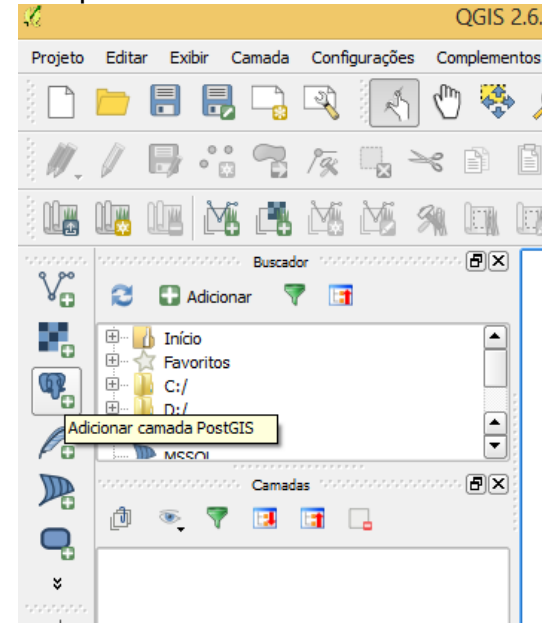 QGIS 2.6.
Projeto Editar Exibir Camada Configurações Complementos
Buscador
Adicionar
Início
Favoritos
C:/
D:/
Adicionar camada PostGIS
MSSQL
Camadas